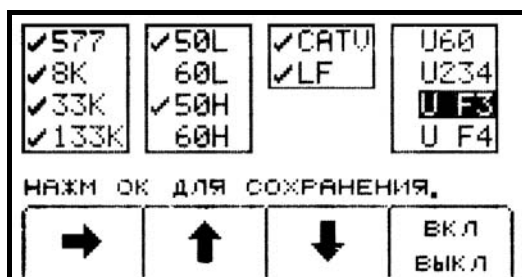 ✓577 ✓50L ✓CATV U60
✓8K 60L ✓LF U234
✓33K ✓50H U F3
✓133K 60H U F4
НАЖМ ОК ДЛЯ СОХРАНЕНИЯ.
ВКЛ
ВЫКЛ